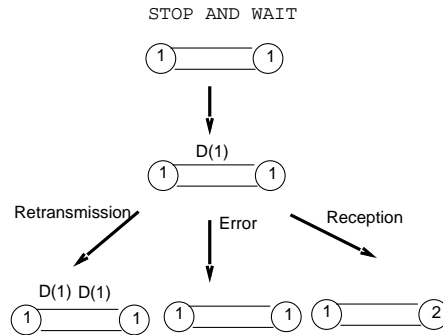 STOP AND WAIT
1 1
D(1)
1 1
Retransmission
Error
Reception
D(1) D(1)
1 1 1 1 1 2